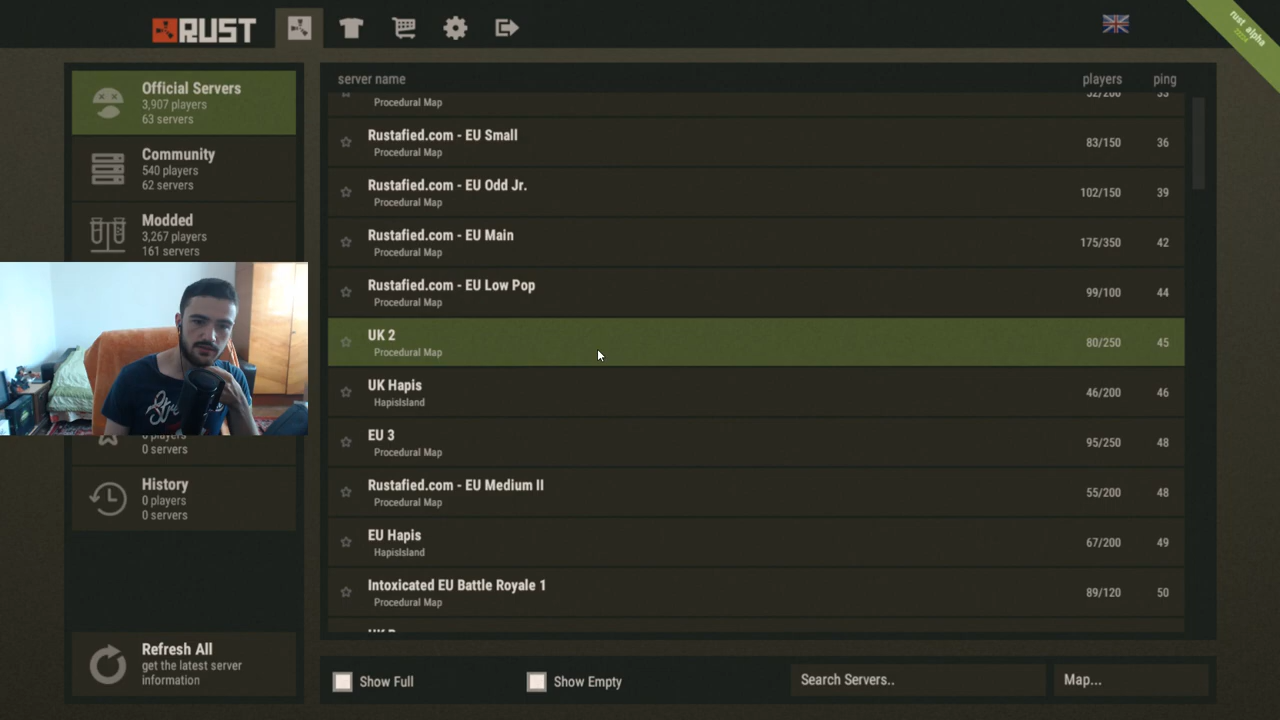 RUST
rust alpha
Official Servers
3,907 players
63 servers
Community
540 players
62 servers
Modded
3,267 players
161 servers
0 players
0 servers
History
0 players
0 servers
Refresh All
get the latest server
information
server name players ping
Procedural Map 33
Rustafied.com - EU Small
Procedural Map 83/150 36
Rustafied.com - EU Odd Jr.
Procedural Map 102/150 39
Rustafied.com - EU Main
Procedural Map 175/350 42
Rustafied.com - EU Low Pop
Procedural Map 99/100 44
UK 2
Procedural Map 80/250 45
UK Hapis
HapisIsland 46/200 46
EU 3
Procedural Map 95/250 48
Rustafied.com - EU Medium II
Procedural Map 55/200 48
EU Hapis
HapisIsland 67/200 49
Intoxicated EU Battle Royale 1
Procedural Map 89/120 50
Show Full Show Empty Search Servers.. Map...